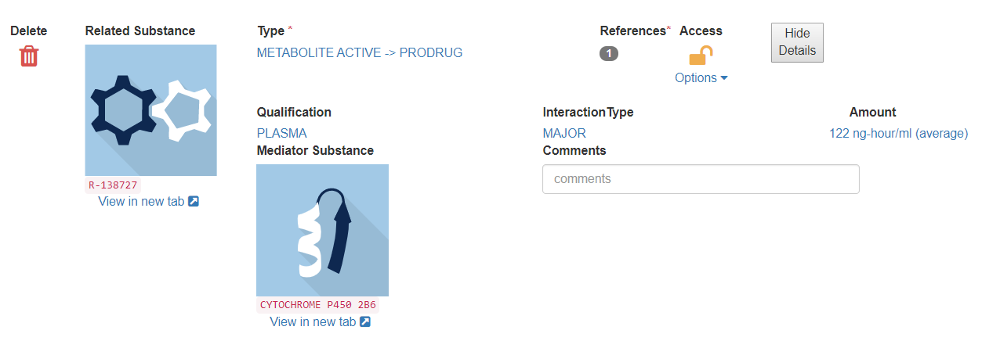 Delete
Related Substance
Type *
References*
Access
Hide
Details
METABOLITE ACTIVE -> PRODRUG
1
Options
Qualification
InteractionType
Amount
PLASMA
MAJOR
122 ng-hour/ml (average)
Mediator Substance
Comments
comments
R-138727
View in new tab
CYTOCHROME P450 2B6
View in new tab